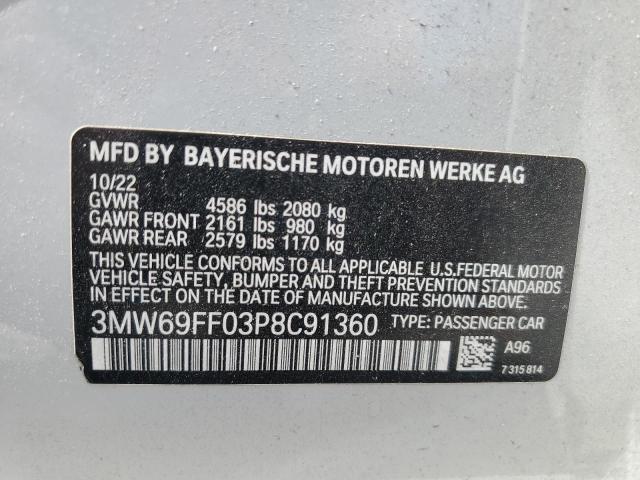 MFD BY BAYERISCHE MOTOREN WERKE AG
10/22
GVWR 4586 lbs 2080 kg
GAWR FRONT 2161 lbs 980 kg
GAWR REAR 2579 lbs 1170 kg
THIS VEHICLE CONFORMS TO ALL APPLICABLE U.S.FEDERAL MOTOR
VEHICLE SAFETY, BUMPER AND THEFT PREVENTION STANDARDS
IN EFFECT ON THE DATE OF MANUFACTURE SHOWN ABOVE.
3MW69FF03P8C91360 TYPE: PASSENGER CAR
A96
7 315 814